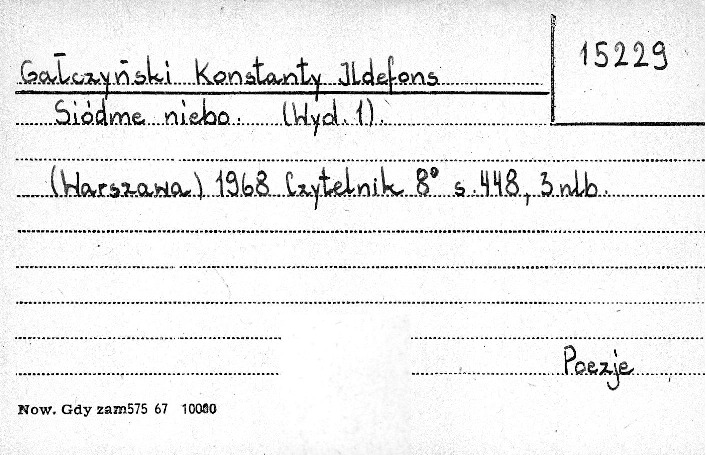 15229
Gałczyński Konstanty Ildefons
Siódme niebo. (Wyd. 1).
(Warszawa) 1968 Czytelnik 8° s. 448, 3 nlb.
Poezje
Now. Gdy zam575 67 10000